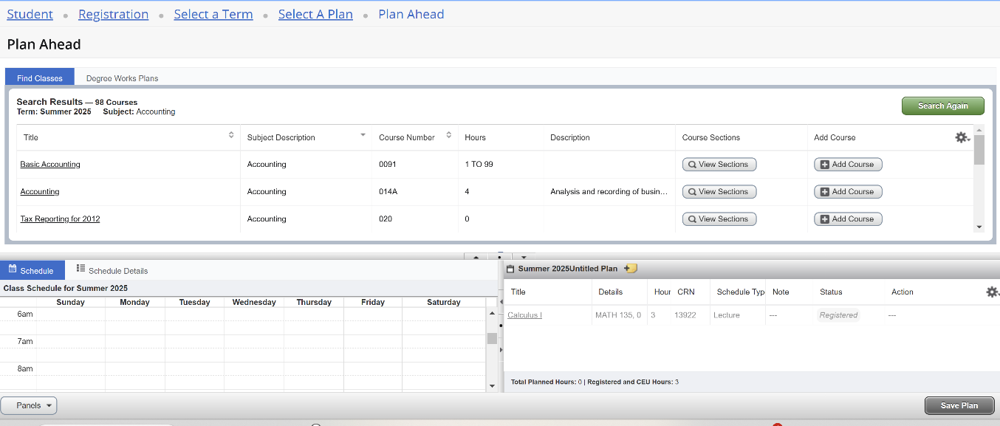 Student • Registration • Select a Term • Select A Plan • Plan Ahead
Plan Ahead
Find Classes Degree Works Plans
Search Results — 98 Courses
Term: Summer 2025 Subject: Accounting
Search Again
Title Subject Description Course Number Hours Description Course Sections Add Course
Basic Accounting Accounting 0091 1 TO 99 View Sections Add Course
Accounting Accounting 014A 4 Analysis and recording of busin... View Sections Add Course
Tax Reporting for 2012 Accounting 020 0 View Sections Add Course
Schedule Schedule Details
Class Schedule for Summer 2025
Sunday Monday Tuesday Wednesday Thursday Friday Saturday
6am
7am
8am
Summer 2025Untitled Plan
Title Details Hour CRN Schedule Typ Note Status Action
Calculus I MATH 135, 0 3 13922 Lecture --- Registered ---
Total Planned Hours: 0 | Registered and CEU Hours: 3
Panels Save Plan